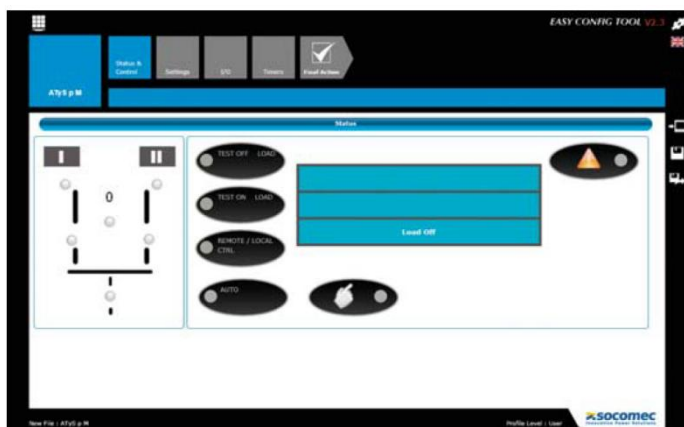 EASY CONFIG TOOL V2.3
ATyS p M
Status &
Control
Settings
I/O
Timers
Final Action
Status
I
II
0
TEST OFF LOAD
TEST ON LOAD
REMOTE / LOCAL
CTRL
AUTO
Load Off
New File : ATyS p M
Profile Level : User
socomec
Innovative Power Solutions